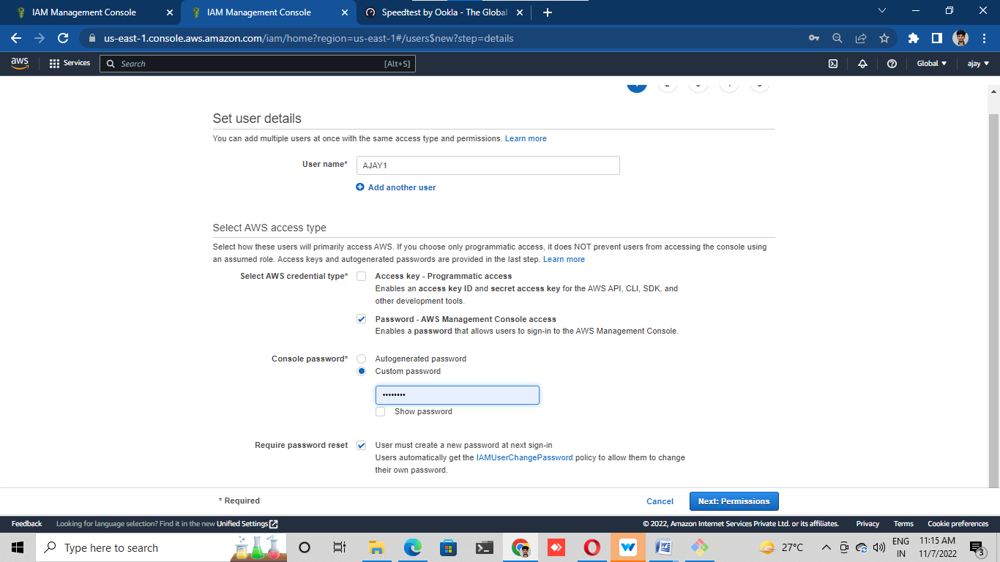 IAM Management Console
IAM Management Console
Speedtest by Ookla - The Global
us-east-1.console.aws.amazon.com/iam/home?region=us-east-1#/users$new?step=details
aws
Services
Search
[Alt+S]
Global
ajay
Set user details
You can add multiple users at once with the same access type and permissions. Learn more
User name*
AJAY1
Add another user
Select AWS access type
Select how these users will primarily access AWS. If you choose only programmatic access, it does NOT prevent users from accessing the console using
an assumed role. Access keys and autogenerated passwords are provided in the last step. Learn more
Select AWS credential type*
Access key - Programmatic access
Enables an access key ID and secret access key for the AWS API, CLI, SDK, and
other development tools.
Password - AWS Management Console access
Enables a password that allows users to sign-in to the AWS Management Console.
Console password*
Autogenerated password
Custom password
••••••••
Show password
Require password reset
User must create a new password at next sign-in
Users automatically get the IAMUserChangePassword policy to allow them to change
their own password.
* Required
Cancel
Next: Permissions
Feedback
Looking for language selection? Find it in the new Unified Settings
© 2022, Amazon Internet Services Private Ltd. or its affiliates.
Privacy
Terms
Cookie preferences
Type here to search
27°C
ENG
IN
11:15 AM
11/7/2022
3